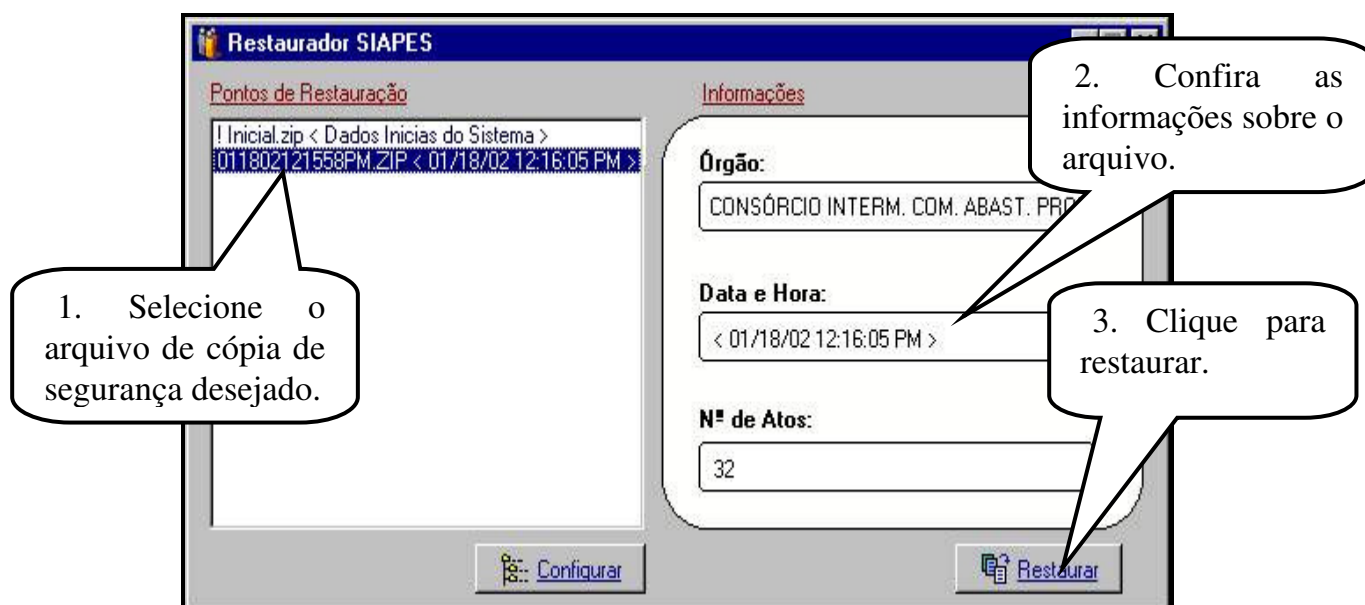 Restaurador SIAPES
Pontos de Restauração
! Inicial.zip < Dados Inicias do Sistema >
011802121558PM.ZIP < 01/18/02 12:16:05 PM >
Informações
Órgão:
CONSÓRCIO INTERM. COM. ABAST. PRO
Data e Hora:
< 01/18/02 12:16:05 PM >
Nº de Atos:
32
Configurar
Restaurar
1. Selecione o
arquivo de cópia de
segurança desejado.
2. Confira as
informações sobre o
arquivo.
3. Clique para
restaurar.